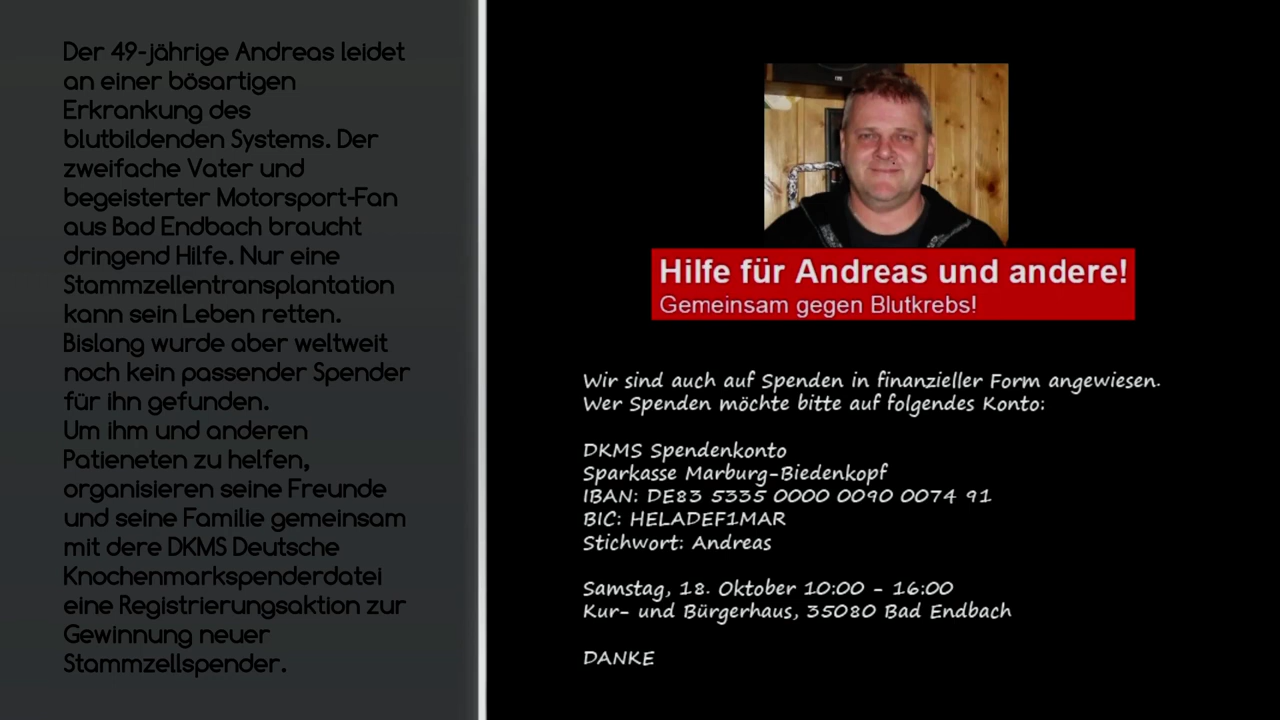 Der 49-jährige Andreas leidet
an einer bösartigen
Erkrankung des
blutbildenden Systems. Der
zweifache Vater und
begeisterter Motorsport-Fan
aus Bad Endbach braucht
dringend Hilfe. Nur eine
Stammzellentransplantation
kann sein Leben retten.
Bislang wurde aber weltweit
noch kein passender Spender
für ihn gefunden.
Um ihm und anderen
Patieneten zu helfen,
organisieren seine Freunde
und seine Familie gemeinsam
mit dere DKMS Deutsche
Knochenmarkspenderdatei
eine Registrierungsaktion zur
Gewinnung neuer
Stammzellspender.
Hilfe für Andreas und andere!
Gemeinsam gegen Blutkrebs!
Wir sind auch auf Spenden in finanzieller Form angewiesen.
Wer Spenden möchte bitte auf folgendes Konto:
DKMS Spendenkonto
Sparkasse Marburg-Biedenkopf
IBAN: DE83 5335 0000 0090 0074 91
BIC: HELADEF1MAR
Stichwort: Andreas
Samstag, 18. Oktober 10:00 - 16:00
Kur- und Bürgerhaus, 35080 Bad Endbach
DANKE